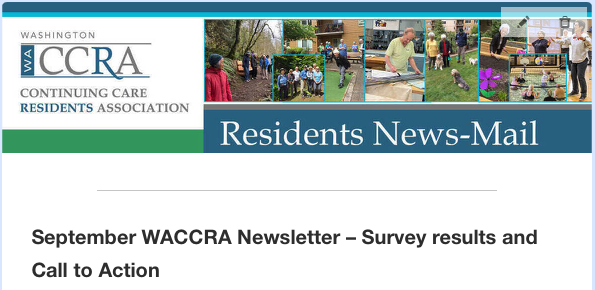 WASHINGTON
WA CCRA
CONTINUING CARE
RESIDENTS ASSOCIATION
Residents News-Mail
September WACCRA Newsletter – Survey results and
Call to Action